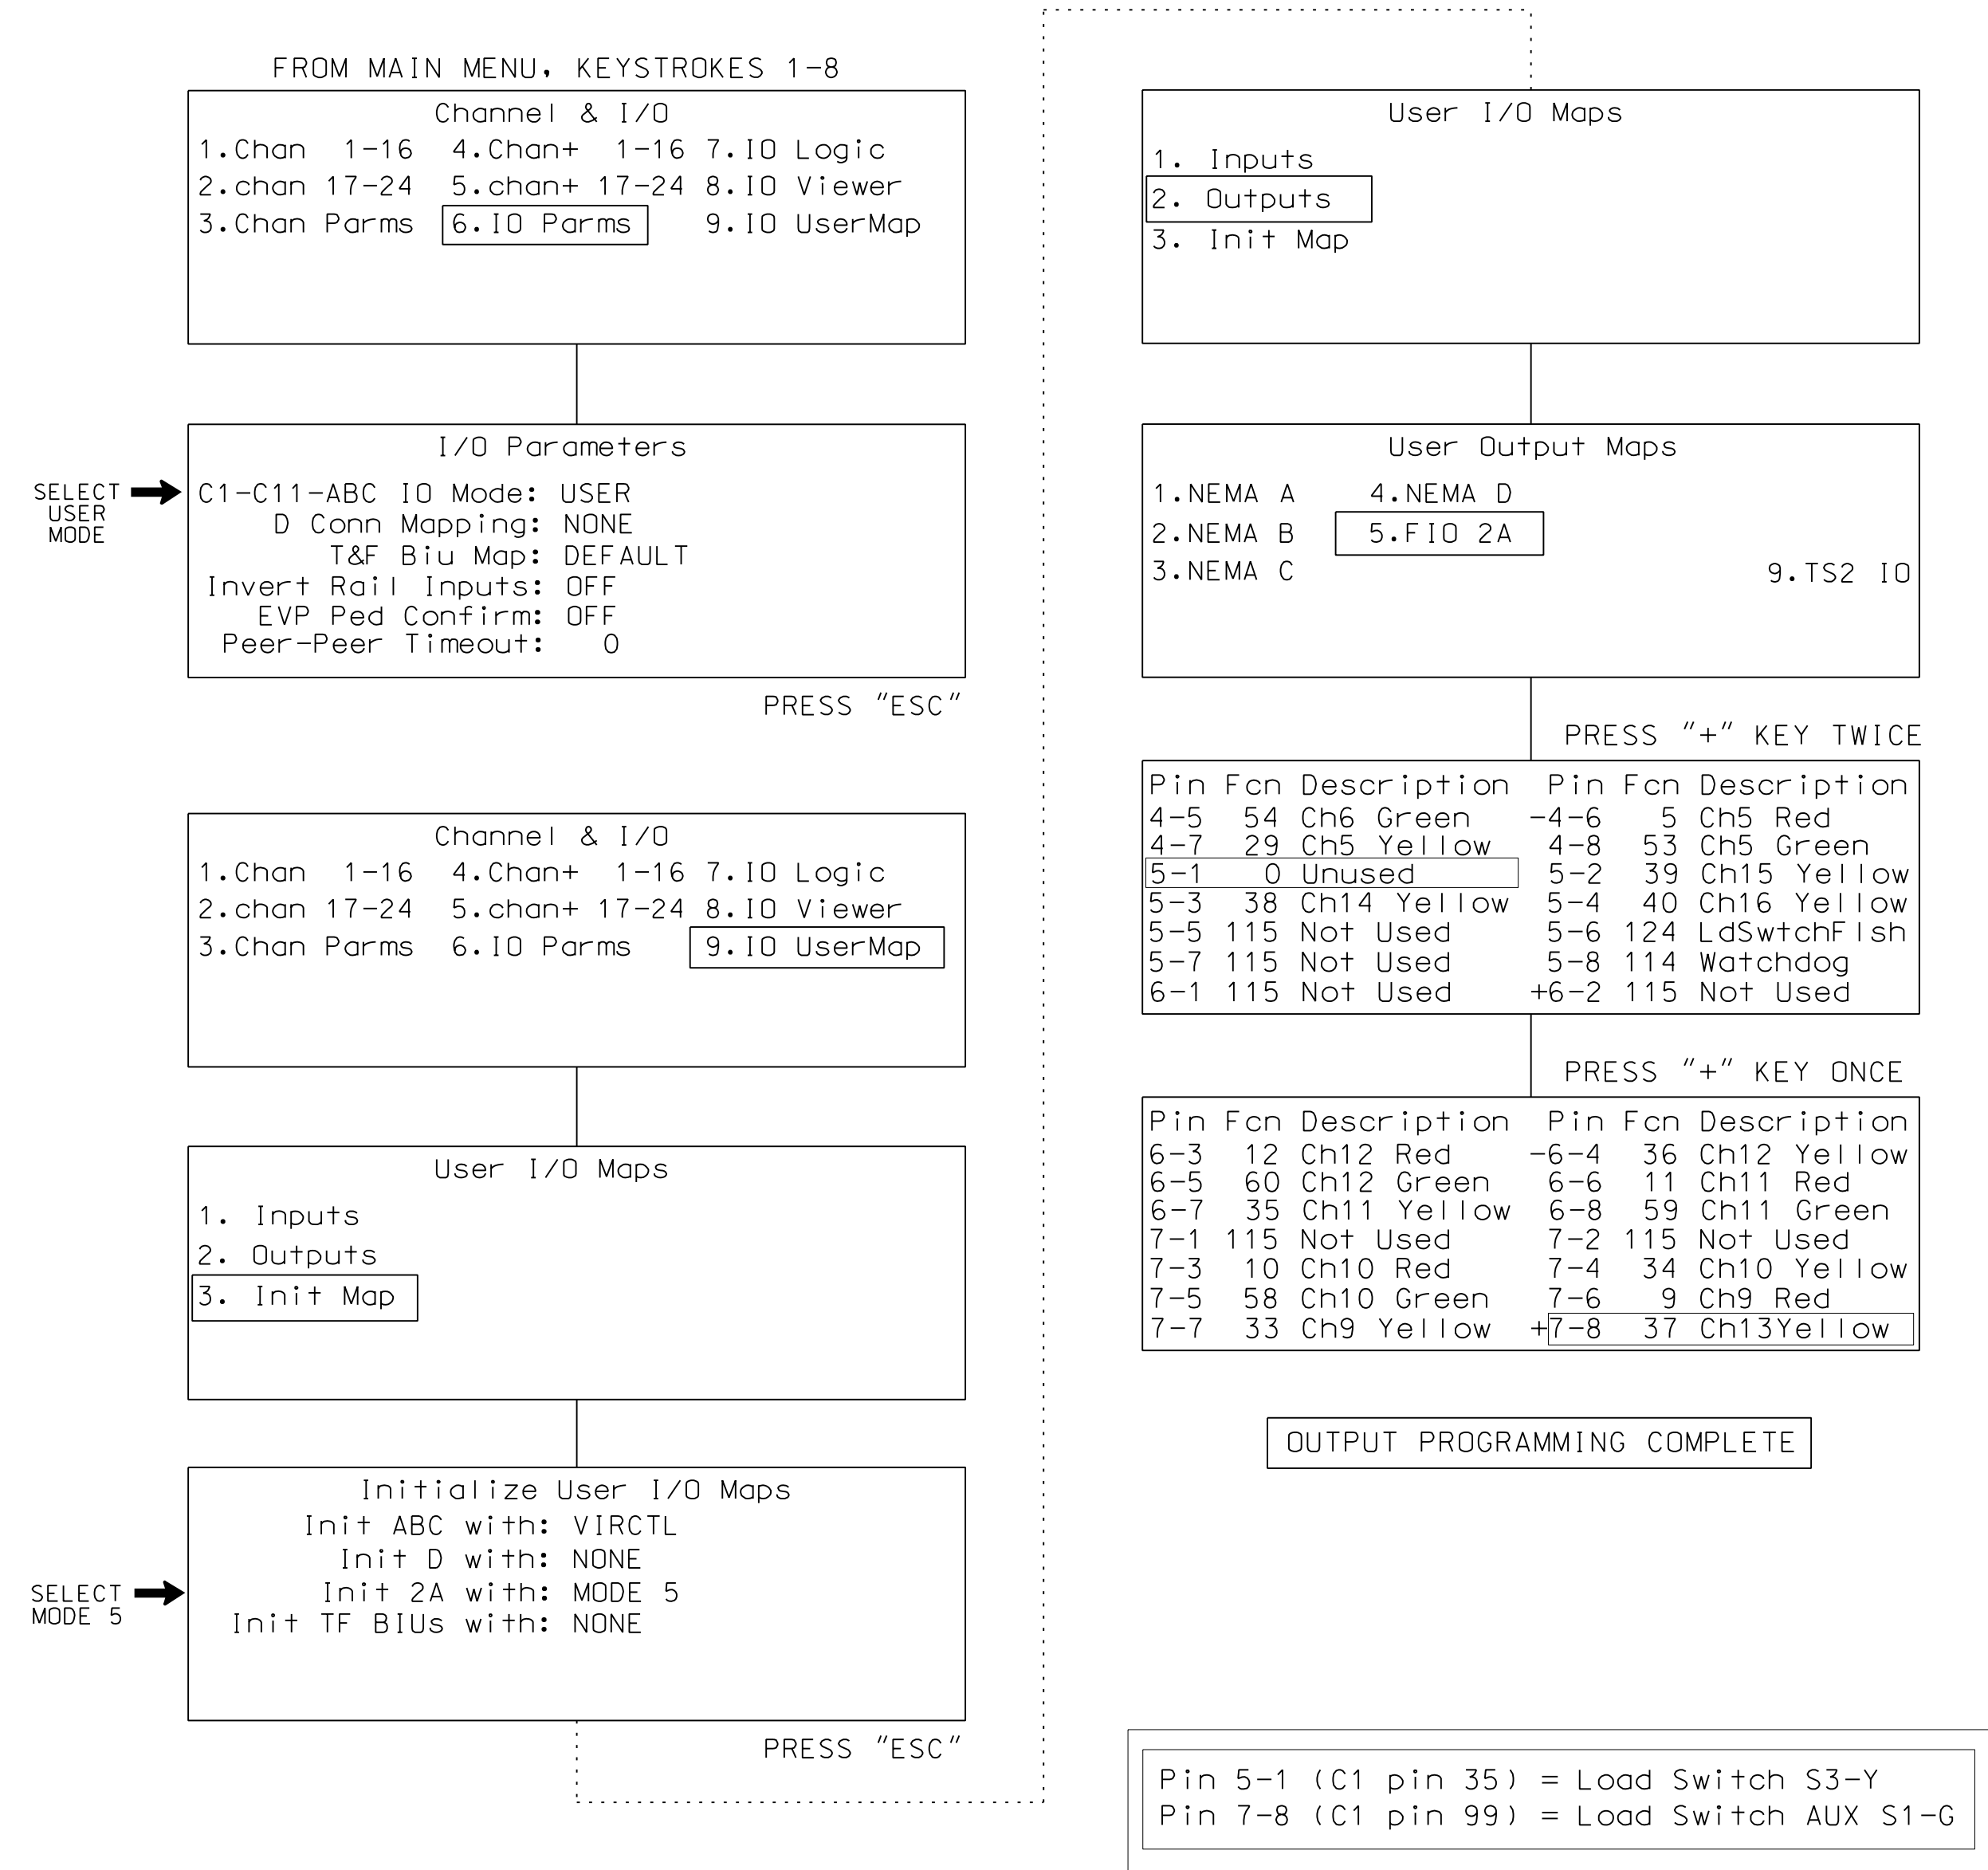 FROM MAIN MENU, KEYSTROKES 1-8
Channel & I/O
1.Chan 1-16 4.Chan+ 1-16 7.IO Logic
2.chan 17-24 5.chan+ 17-24 8.IO Viewer
3.Chan Parms 6.IO Parms 9.IO UserMap
I/O Parameters
SELECT
USER
MODE
C1-C11-ABC IO Mode: USER
D Conn Mapping: NONE
T&F Biu Map: DEFAULT
Invert Rail Inputs: OFF
EVP Ped Confirm: OFF
Peer-Peer Timeout: 0
PRESS "ESC"
Channel & I/O
1.Chan 1-16 4.Chan+ 1-16 7.IO Logic
2.chan 17-24 5.chan+ 17-24 8.IO Viewer
3.Chan Parms 6.IO Parms 9.IO UserMap
User I/O Maps
1. Inputs
2. Outputs
3. Init Map
Initialize User I/O Maps
Init ABC with: VIRCTL
Init D with: NONE
SELECT
MODE 5
Init 2A with: MODE 5
Init TF BIUs with: NONE
PRESS "ESC"
User I/O Maps
1. Inputs
2. Outputs
3. Init Map
User Output Maps
1.NEMA A 4.NEMA D
2.NEMA B 5.FIO 2A
3.NEMA C 9.TS2 IO
PRESS "+" KEY TWICE
Pin Fcn Description Pin Fcn Description
4-5 54 Ch6 Green -4-6 5 Ch5 Red
4-7 29 Ch5 Yellow 4-8 53 Ch5 Green
5-1 0 Unused 5-2 39 Ch15 Yellow
5-3 38 Ch14 Yellow 5-4 40 Ch16 Yellow
5-5 115 Not Used 5-6 124 LdSwtchFlsh
5-7 115 Not Used 5-8 114 Watchdog
6-1 115 Not Used +6-2 115 Not Used
PRESS "+" KEY ONCE
Pin Fcn Description Pin Fcn Description
6-3 12 Ch12 Red -6-4 36 Ch12 Yellow
6-5 60 Ch12 Green 6-6 11 Ch11 Red
6-7 35 Ch11 Yellow 6-8 59 Ch11 Green
7-1 115 Not Used 7-2 115 Not Used
7-3 10 Ch10 Red 7-4 34 Ch10 Yellow
7-5 58 Ch10 Green 7-6 9 Ch9 Red
7-7 33 Ch9 Yellow +7-8 37 Ch13Yellow
OUTPUT PROGRAMMING COMPLETE
Pin 5-1 (C1 pin 35) = Load Switch S3-Y
Pin 7-8 (C1 pin 99) = Load Switch AUX S1-G